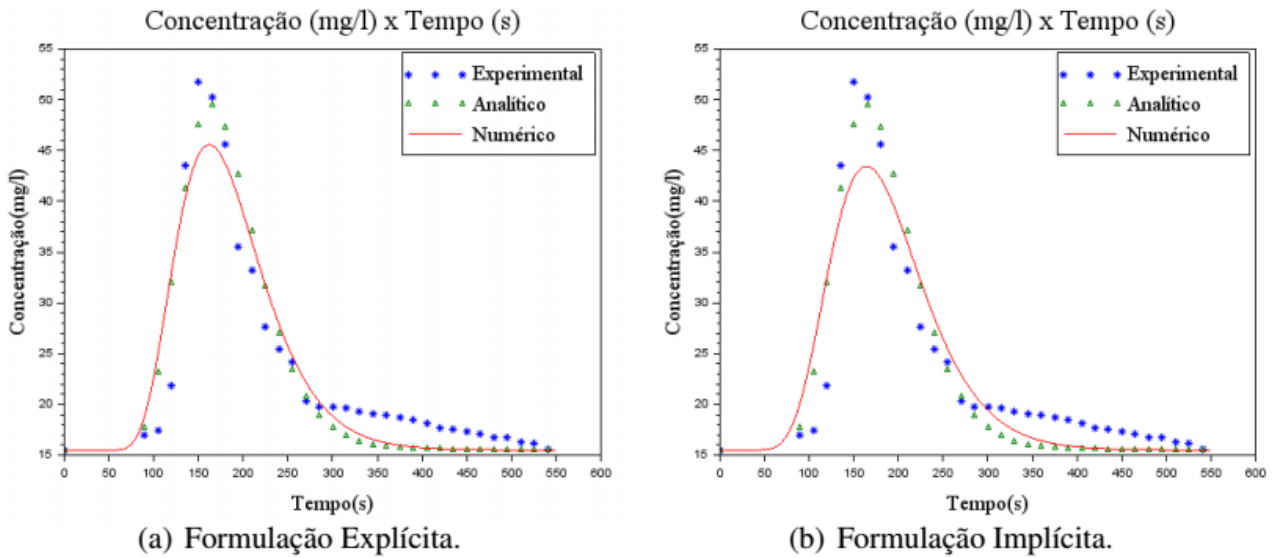 Concentração (mg/l) x Tempo (s)
55
50
45
40
35
30
25
20
15
Concentração(mg/l)
Experimental
Analítico
Numérico
0 50 100 150 200 250 300 350 400 450 500 550 600
Tempo(s)
(a) Formulação Explícita.
Concentração (mg/l) x Tempo (s)
55
50
45
40
35
30
25
20
15
Concentração(mg/l)
Experimental
Analítico
Numérico
0 50 100 150 200 250 300 350 400 450 500 550 600
Tempo(s)
(b) Formulação Implícita.